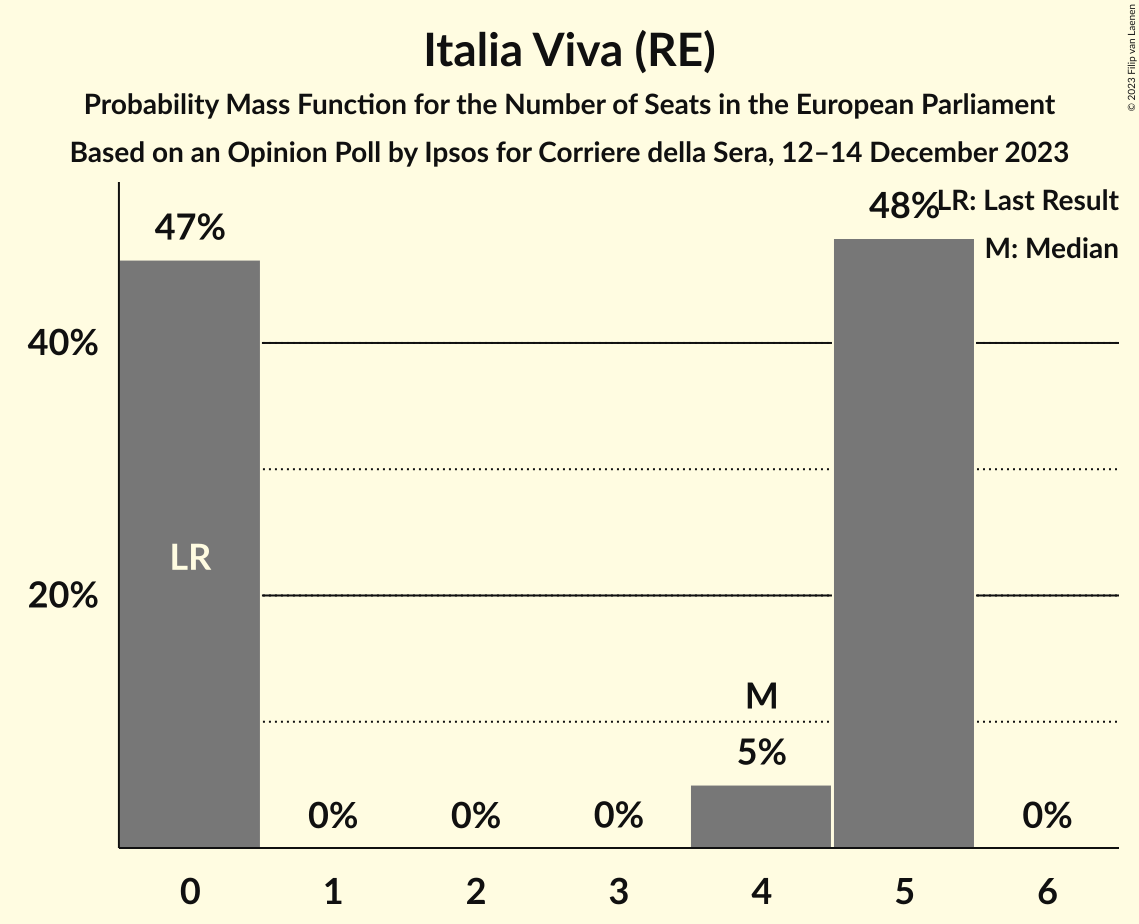 Italia Viva (RE)
Probability Mass Function for the Number of Seats in the European Parliament
Based on an Opinion Poll by Ipsos for Corriere della Sera, 12–14 December 2023
© 2023 Filip van Laenen
LR: Last Result
M: Median
47%
48%
40%
LR
20%
M
5%
0%
0%
0%
0%
0 1 2 3 4 5 6